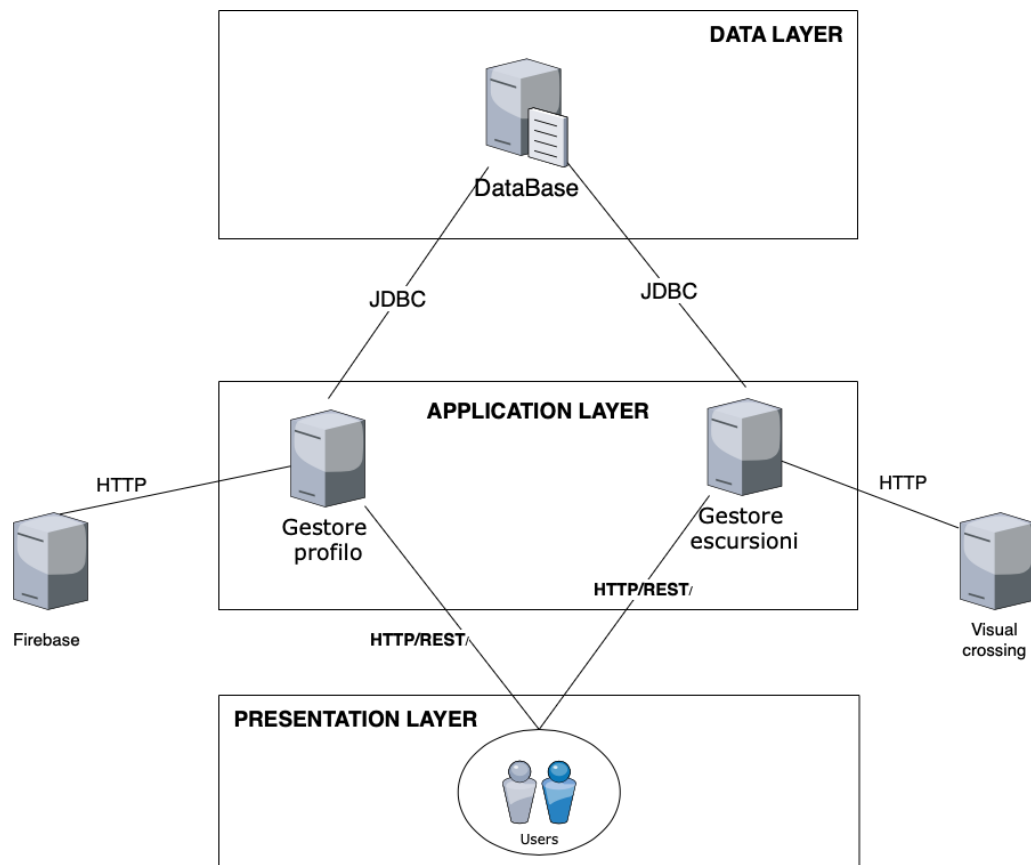 DATA LAYER
DataBase
JDBC
JDBC
APPLICATION LAYER
HTTP
Gestore
profilo
Gestore
escursioni
HTTP
Firebase
HTTP/REST/
HTTP/REST/
Visual
crossing
PRESENTATION LAYER
Users